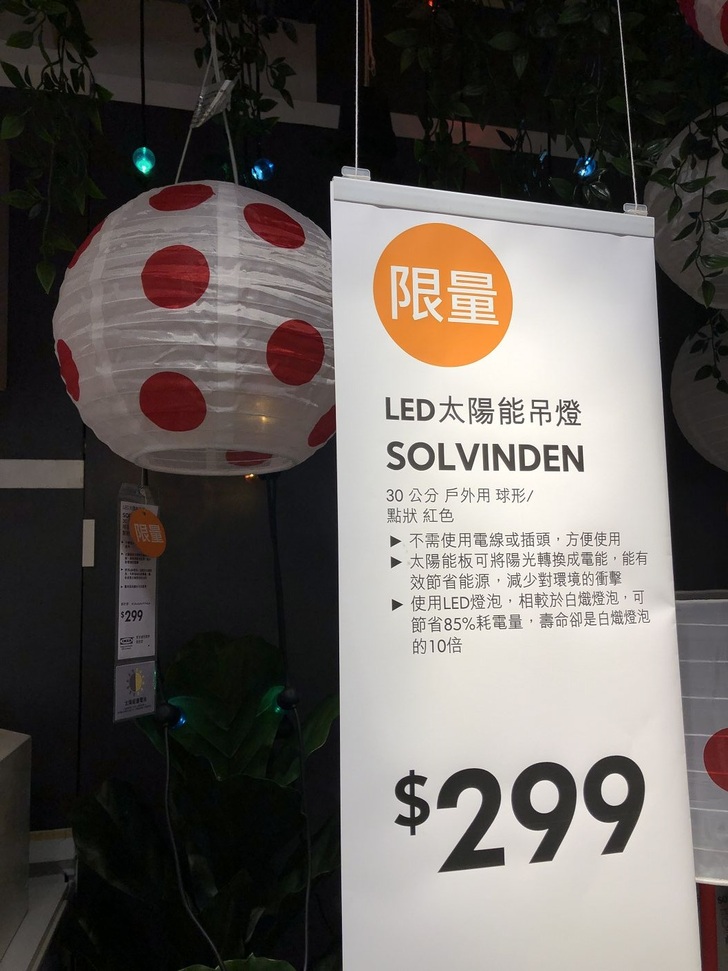 限量
LED太陽能吊燈
SOLVINDEN
30 公分 戶外用 球形/
點狀 紅色
▶ 不需使用電線或插頭，方便使用
▶ 太陽能板可將陽光轉換成電能，能有
效節省能源，減少對環境的衝擊
▶ 使用LED燈泡，相較於白熾燈泡，可
節省85%耗電量，壽命卻是白熾燈泡
的10倍
$299
限量
$299